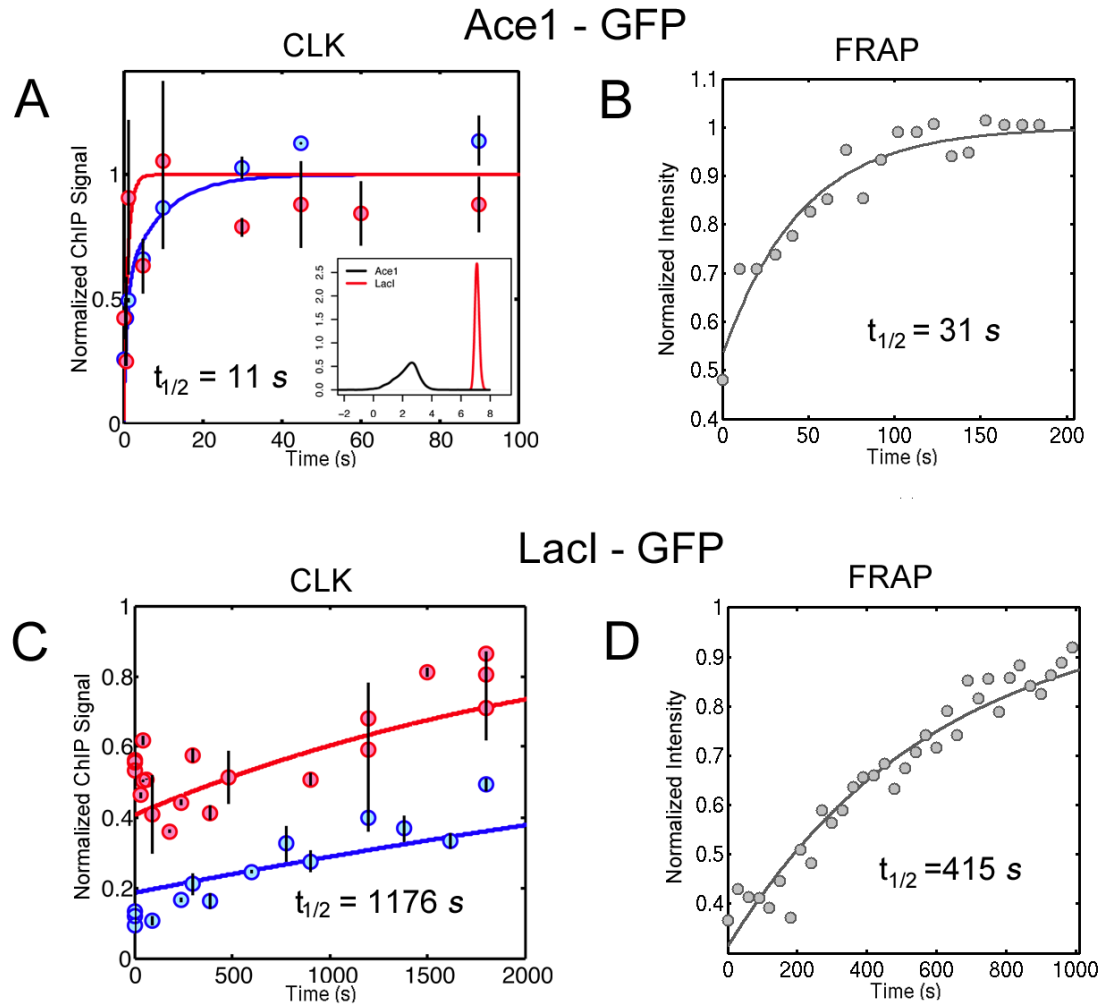 Ace1 - GFP
CLK
FRAP
A
Normalized ChIP Signal
1
0.5
0
0 20 40 60 80 100
Time (s)
t1/2 = 11 s
Ace1
LacI
2.5
2.0
1.5
1.0
0.5
0.0
−2 0 2 4 6 8
B
Normalized Intensity
1.1
1
0.9
0.8
0.7
0.6
0.5
0.4
0 50 100 150 200
Time (s)
t1/2 = 31 s
LacI - GFP
CLK
FRAP
C
Normalized ChIP Signal
1
0.8
0.6
0.4
0.2
0
0 500 1000 1500 2000
Time (s)
t1/2 = 1176 s
D
Normalized Intensity
1
0.9
0.8
0.7
0.6
0.5
0.4
0 200 400 600 800 1000
Time (s)
t1/2 =415 s